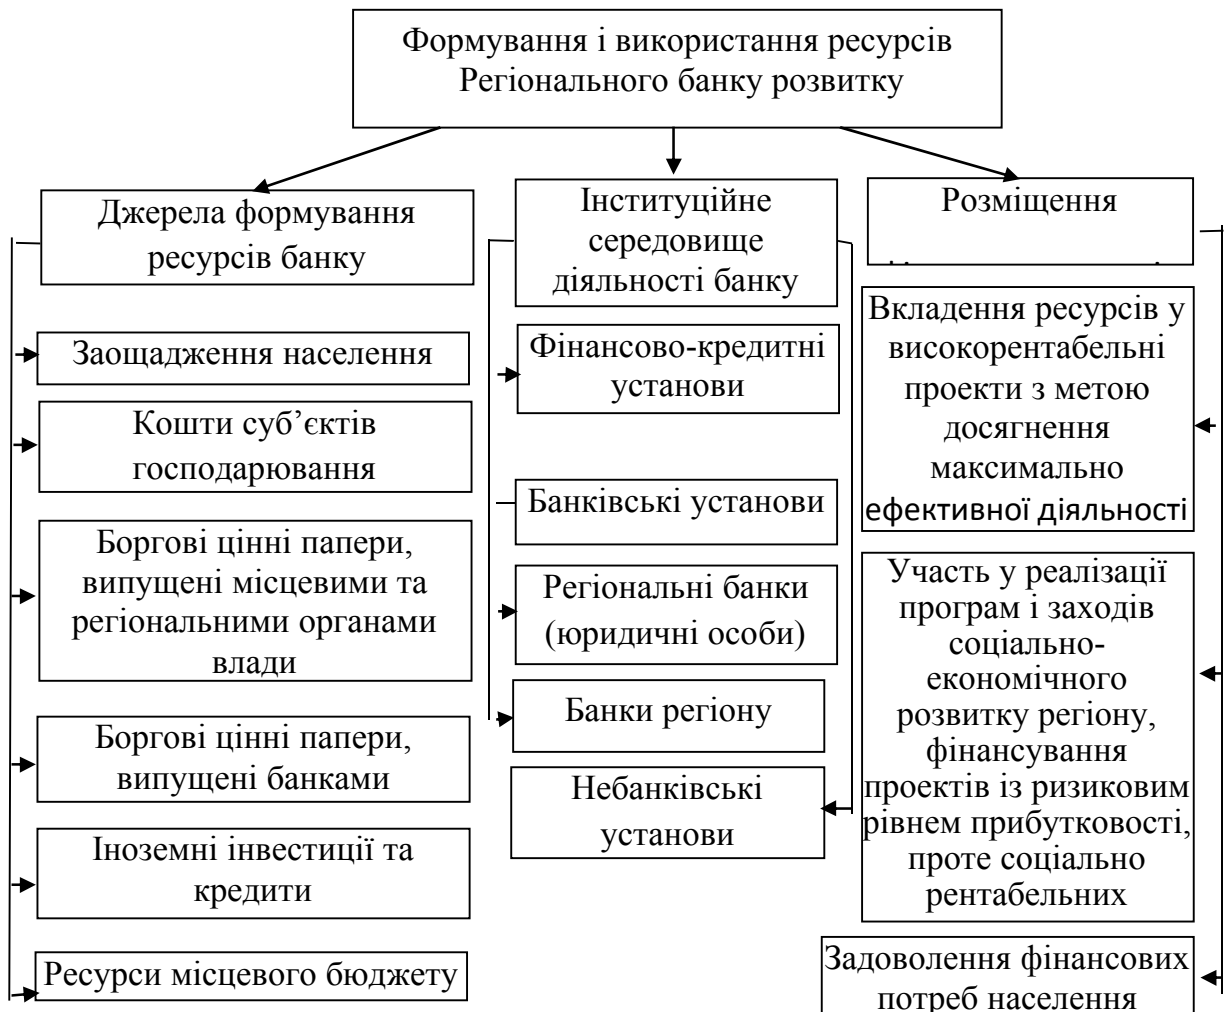 Формування і використання ресурсів
Регіонального банку розвитку
Джерела формування
ресурсів банку
Заощадження населення
Кошти суб’єктів
господарювання
Боргові цінні папери,
випущені місцевими та
регіональними органами
влади
Боргові цінні папери,
випущені банками
Іноземні інвестиції та
кредити
Ресурси місцевого бюджету
Інституційне
середовище
діяльності банку
Фінансово-кредитні
установи
Банківські установи
Регіональні банки
(юридичні особи)
Банки регіону
Небанківські
установи
Розміщення
Вкладення ресурсів у
високорентабельні
проекти з метою
досягнення
максимально
ефективної діяльності
Участь у реалізації
програм і заходів
соціально-
економічного
розвитку регіону,
фінансування
проектів із ризиковим
рівнем прибутковості,
проте соціально
рентабельних
Задоволення фінансових
потреб населення